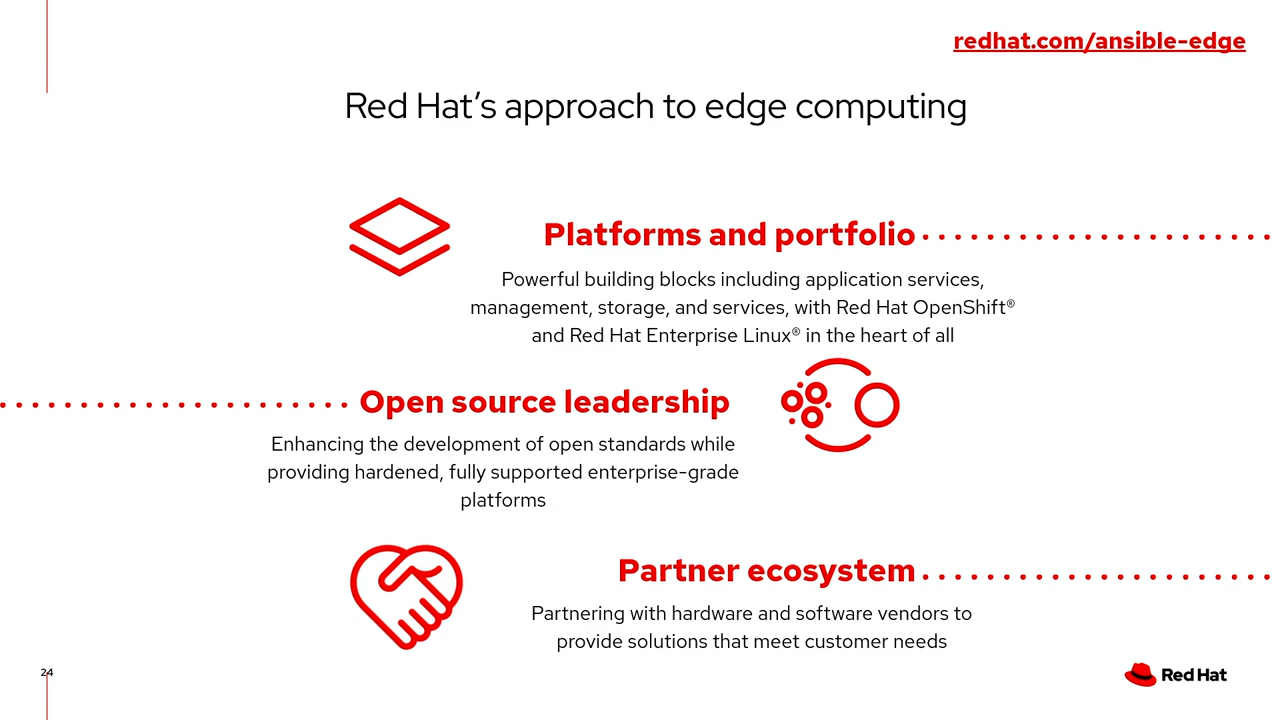 redhat.com/ansible-edge
Red Hat’s approach to edge computing
Platforms and portfolio
Powerful building blocks including application services,
management, storage, and services, with Red Hat OpenShift®
and Red Hat Enterprise Linux® in the heart of all
Open source leadership
Enhancing the development of open standards while
providing hardened, fully supported enterprise-grade
platforms
Partner ecosystem
Partnering with hardware and software vendors to
provide solutions that meet customer needs
24
Red Hat